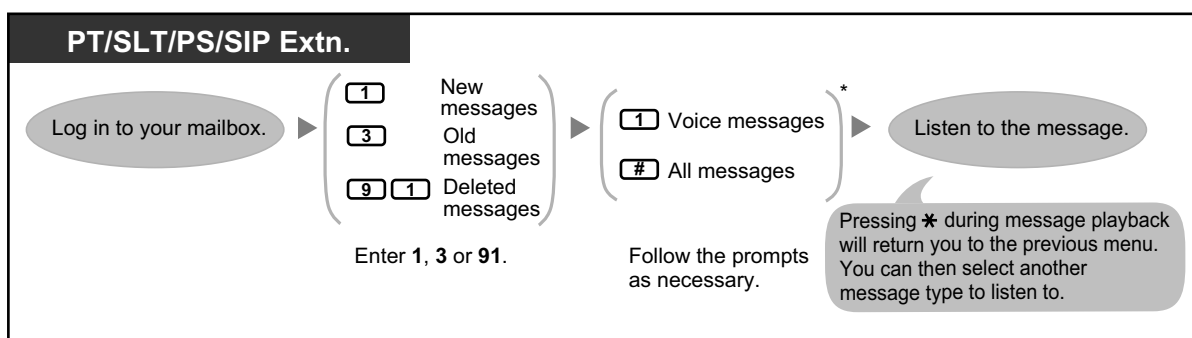 PT/SLT/PS/SIP Extn.
Log in to your mailbox.
1 New
messages
3 Old
messages
9 1 Deleted
messages
Enter 1, 3 or 91.
*
1 Voice messages
# All messages
Follow the prompts
as necessary.
Listen to the message.
Pressing * during message playback
will return you to the previous menu.
You can then select another
message type to listen to.